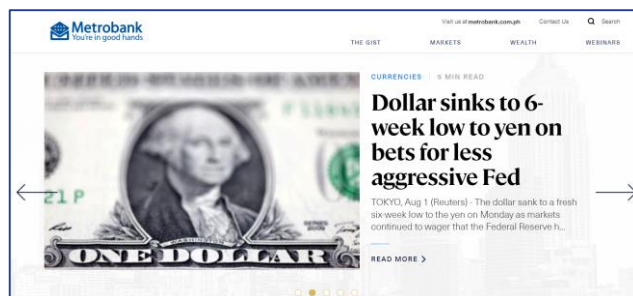 Metrobank
You're in good hands
Visit us at metrobank.com.ph
Contact Us
Search
THE GIST
MARKETS
WEALTH
WEBINARS
CURRENCIES | 6 MIN READ
Dollar sinks to 6-
week low to yen on
bets for less
aggressive Fed
TOKYO, Aug 1 (Reuters) - The dollar sank to a fresh
six-week low to the yen on Monday as markets
continued to wager that the Federal Reserve h...
READ MORE
21 P
WASHINGTON
ONE DOLLAR